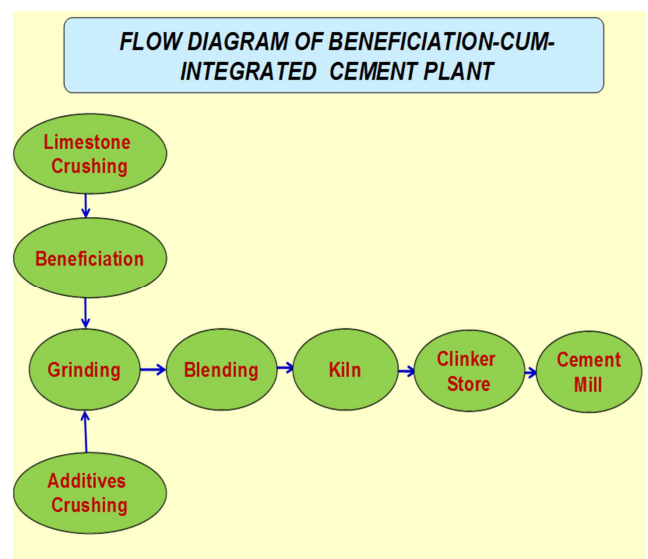 FLOW DIAGRAM OF BENEFICIATION-CUM-
INTEGRATED CEMENT PLANT
Limestone
Crushing
Beneficiation
Grinding
Blending
Kiln
Clinker
Store
Cement
Mill
Additives
Crushing